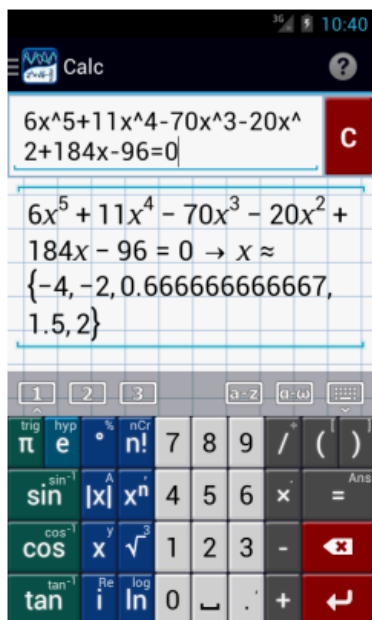 3G 10:40
Calc ?
6x^5+11x^4-70x^3-20x^
2+184x-96=0 C
6x⁵ + 11x⁴ − 70x³ − 20x² +
184x − 96 = 0 → x ≈
{−4, −2, 0.666666666667,
1.5, 2}
1 2 3 a-z α-ω
trig hyp % nCr ÷ [ ]
π e ° n! 7 8 9 / ( )
sin⁻¹ A , Ans
sin |x| xⁿ 4 5 6 × =
cos⁻¹ y 3
cos x √ 1 2 3 -
tan⁻¹ Re log
tan i ln 0 . +